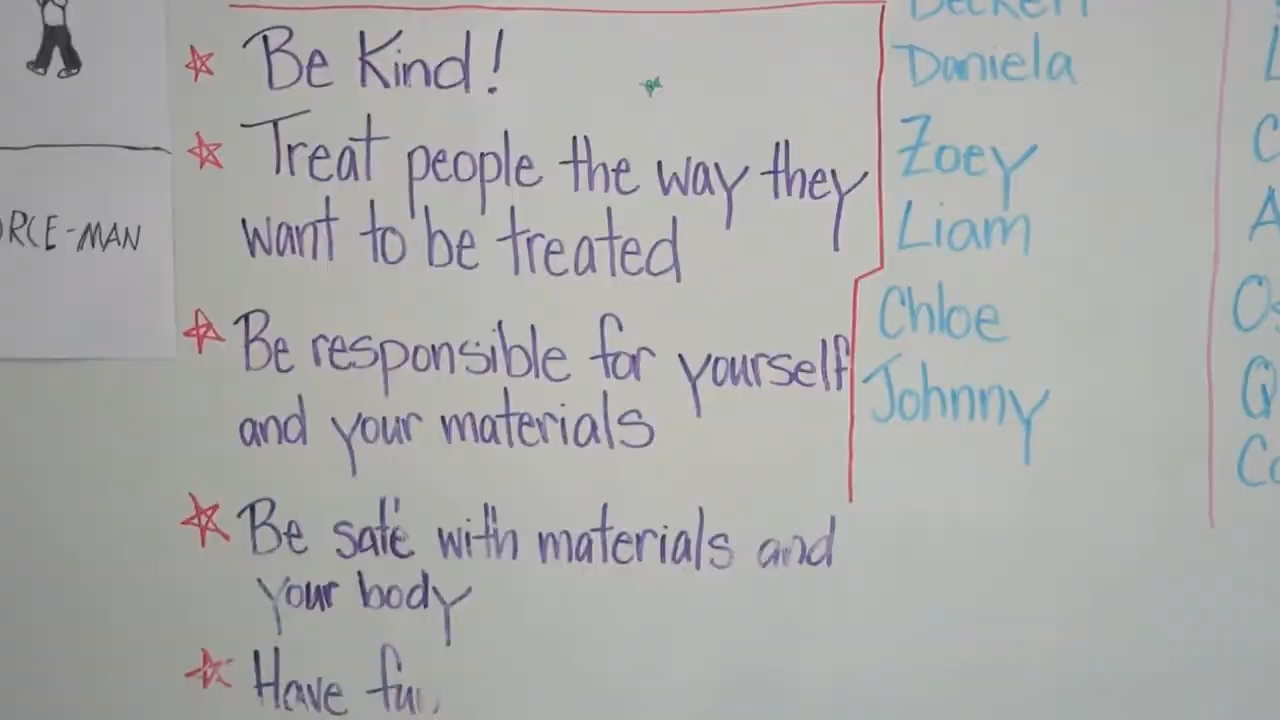 Be Kind!
Treat people the way they
want to be treated
Be responsible for yourself
and your materials
Be safe with materials and
your body
Have
RCE-MAN
Daniela
Zoey
Liam
Chloe
Johnny